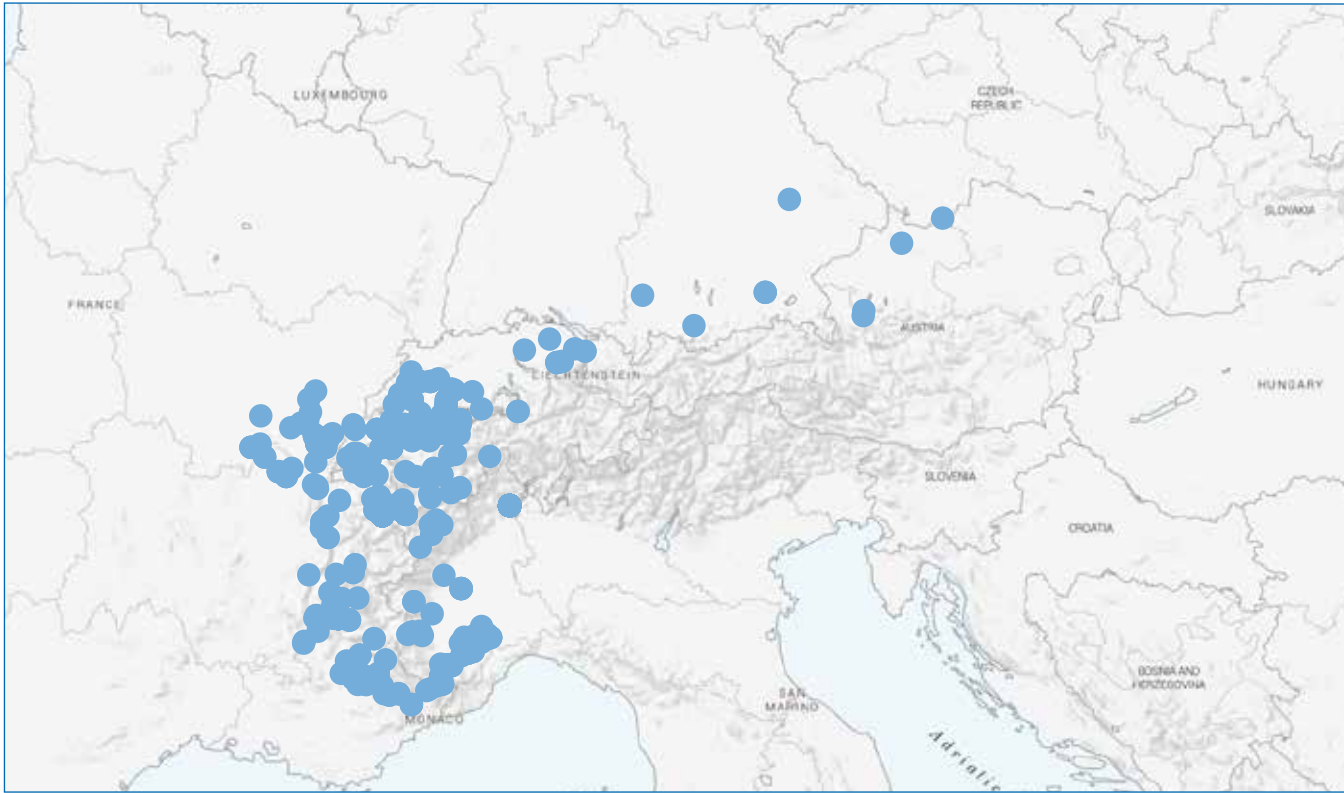 LUXEMBOURG
CZECH
REPUBLIC
SLOVAKIA
FRANCE
AUSTRIA
LIECHTENSTEIN
HUNGARY
SLOVENIA
CROATIA
BOSNIA AND
HERZEGOVINA
SAN
MARINO
MONACO
Adriatic